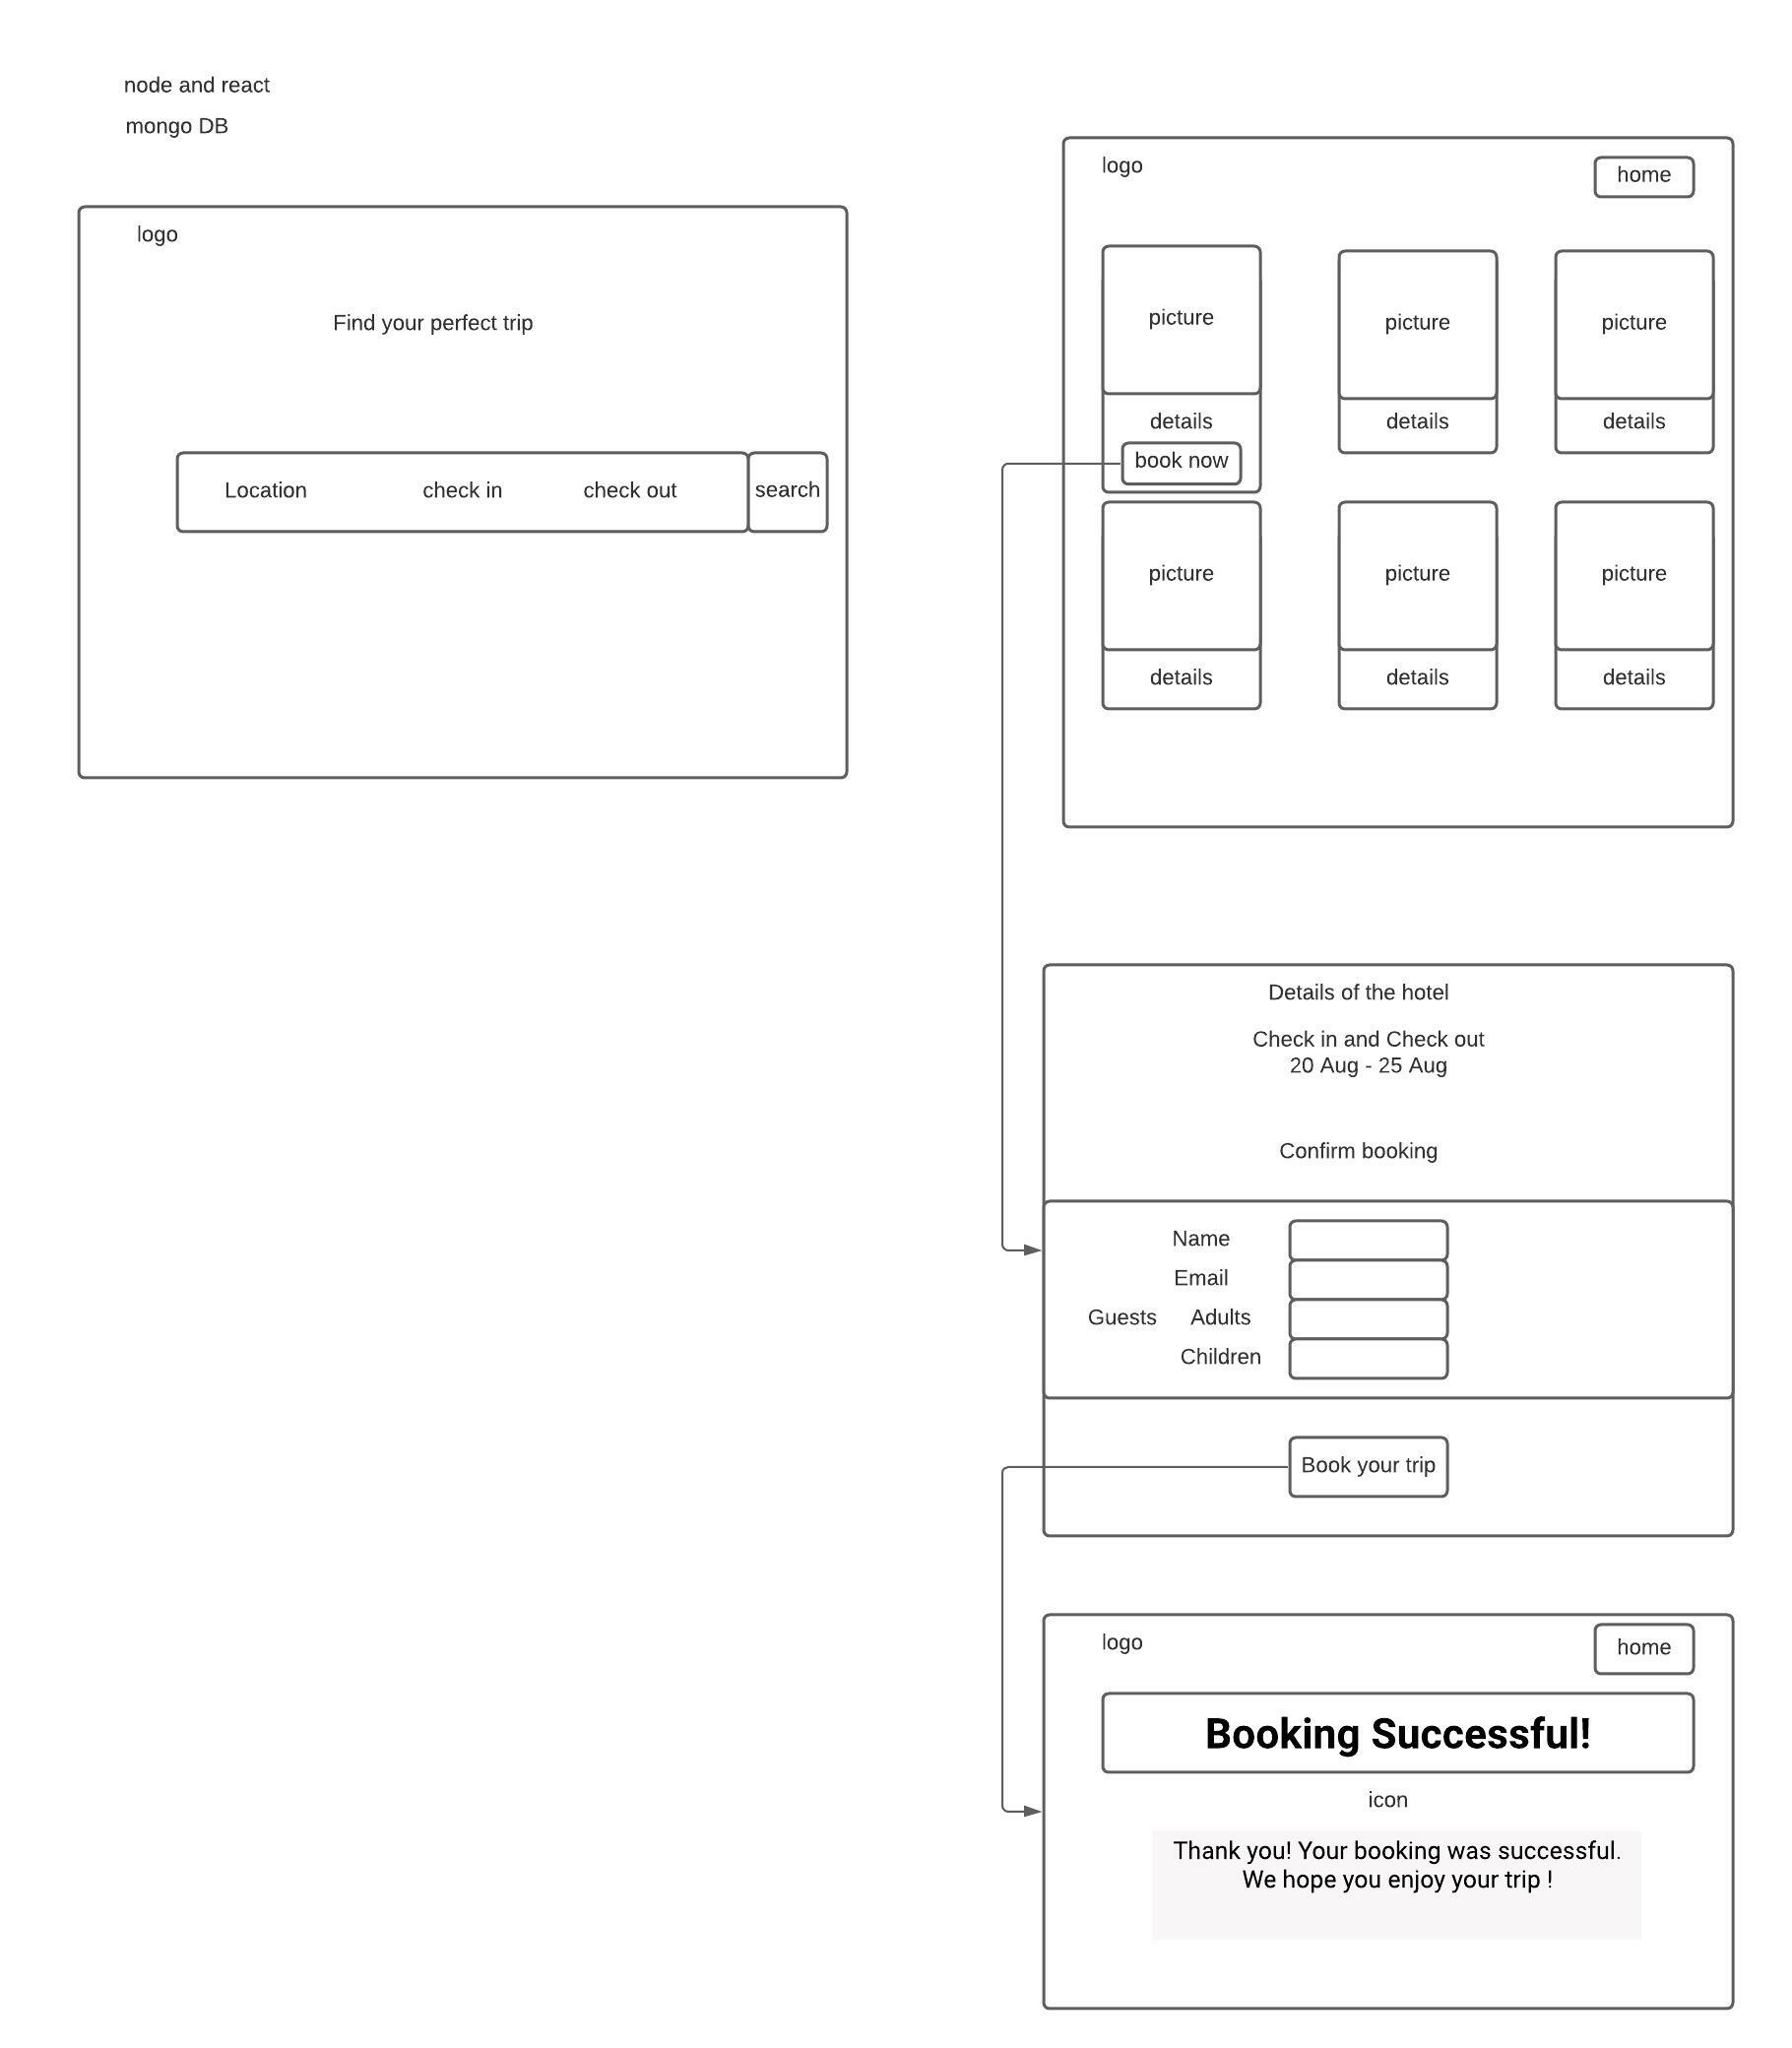 node and react
mongo DB
logo
Find your perfect trip
Location check in check out search
logo home
picture picture picture
details details details
book now
picture picture picture
details details details
Details of the hotel
Check in and Check out
20 Aug - 25 Aug
Confirm booking
Name
Email
Guests Adults
Children
Book your trip
logo home
Booking Successful!
icon
Thank you! Your booking was successful.
We hope you enjoy your trip !